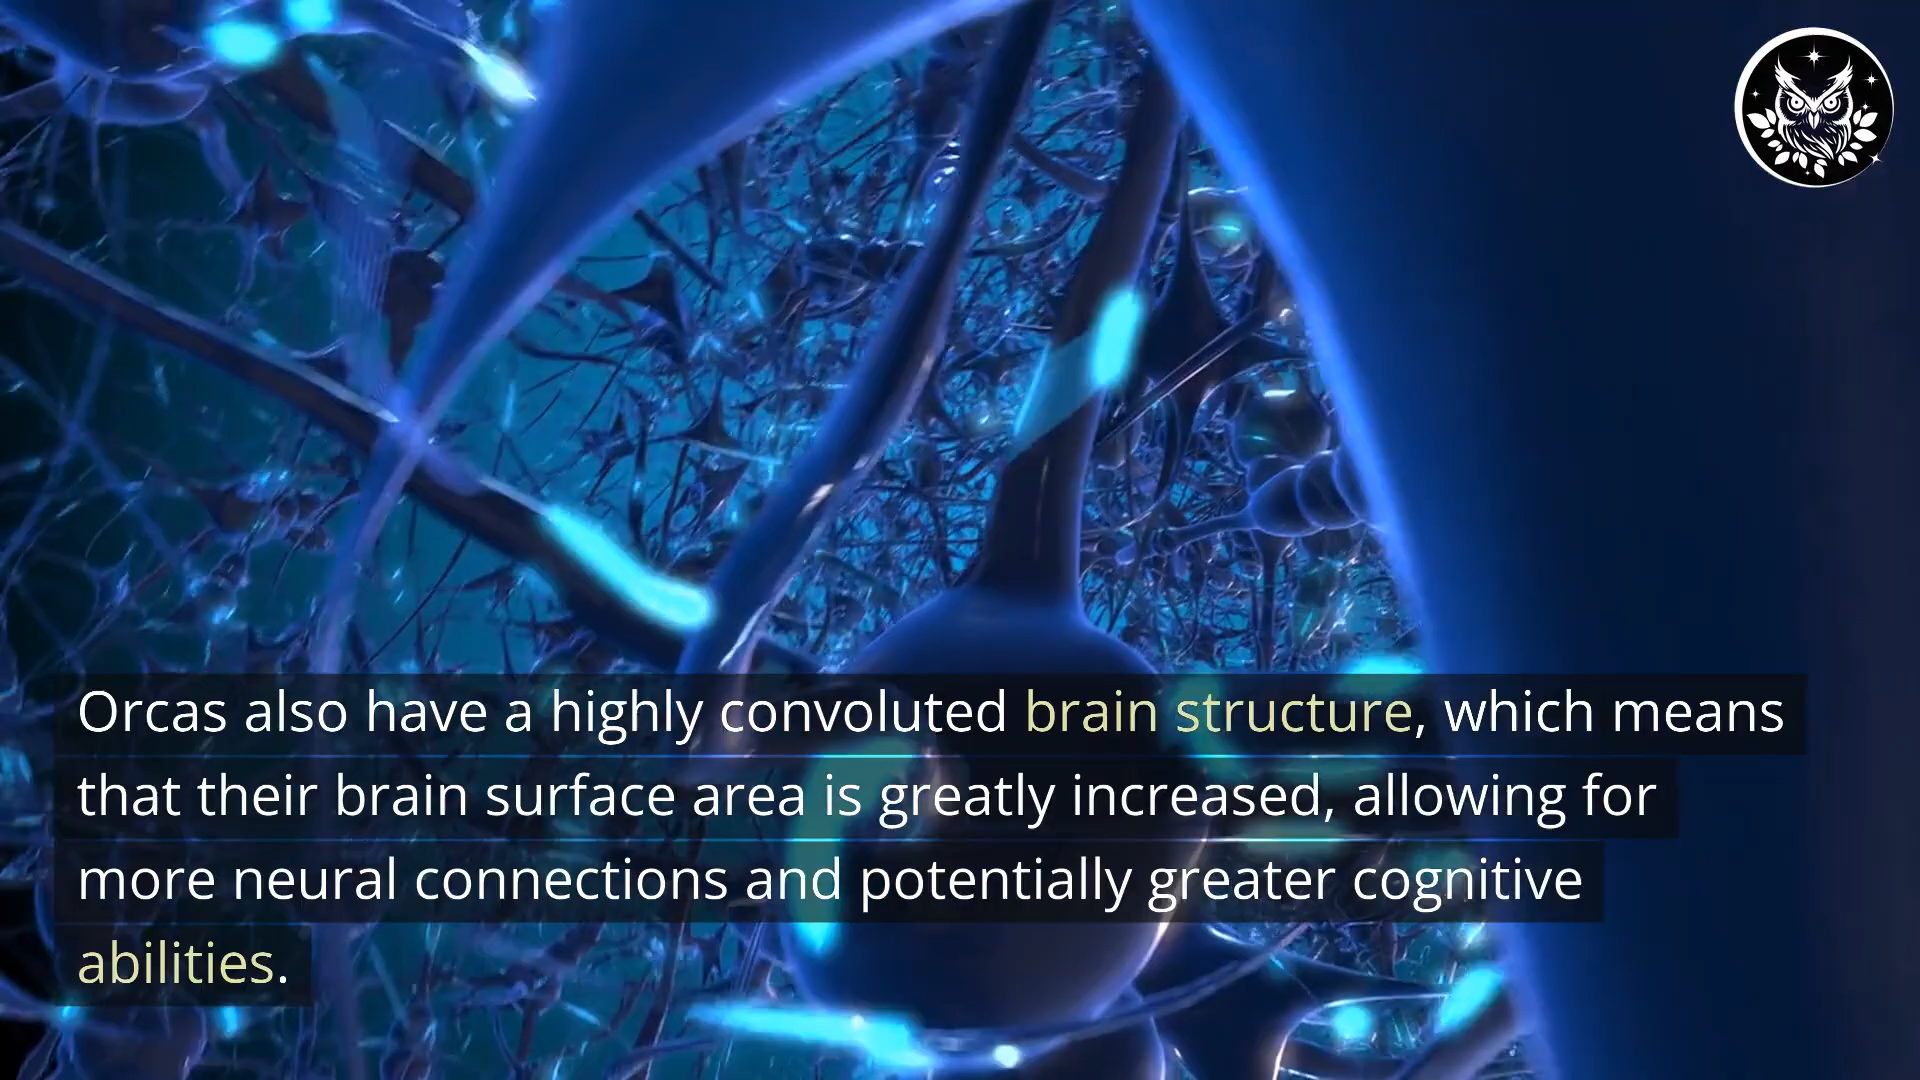 Orcas also have a highly convoluted brain structure, which means
that their brain surface area is greatly increased, allowing for
more neural connections and potentially greater cognitive
abilities.